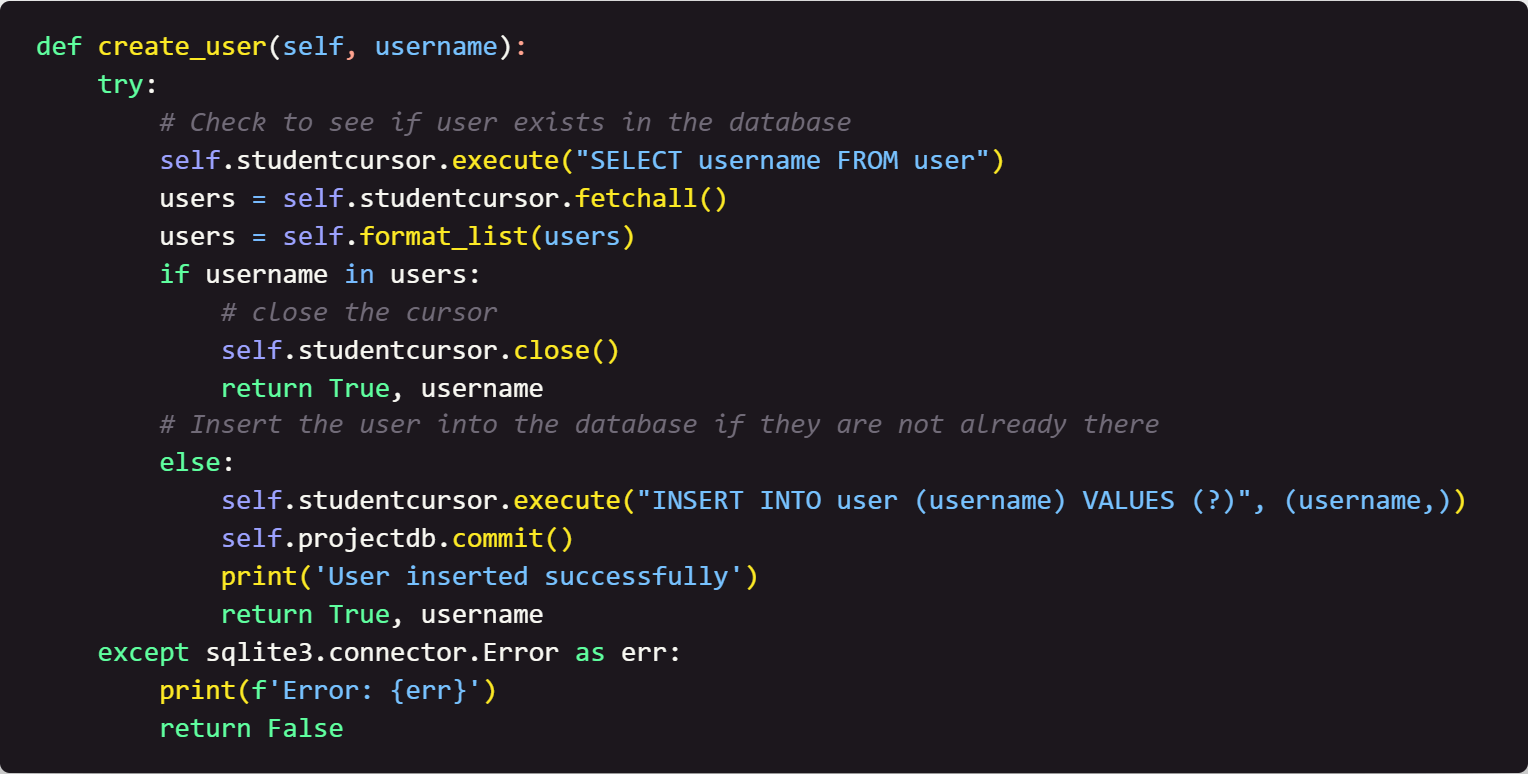 def create_user(self, username):
    try:
        # Check to see if user exists in the database
        self.studentcursor.execute("SELECT username FROM user")
        users = self.studentcursor.fetchall()
        users = self.format_list(users)
        if username in users:
            # close the cursor
            self.studentcursor.close()
            return True, username
        # Insert the user into the database if they are not already there
        else:
            self.studentcursor.execute("INSERT INTO user (username) VALUES (?)", (username,))
            self.projectdb.commit()
            print('User inserted successfully')
            return True, username
    except sqlite3.connector.Error as err:
        print(f'Error: {err}')
        return False